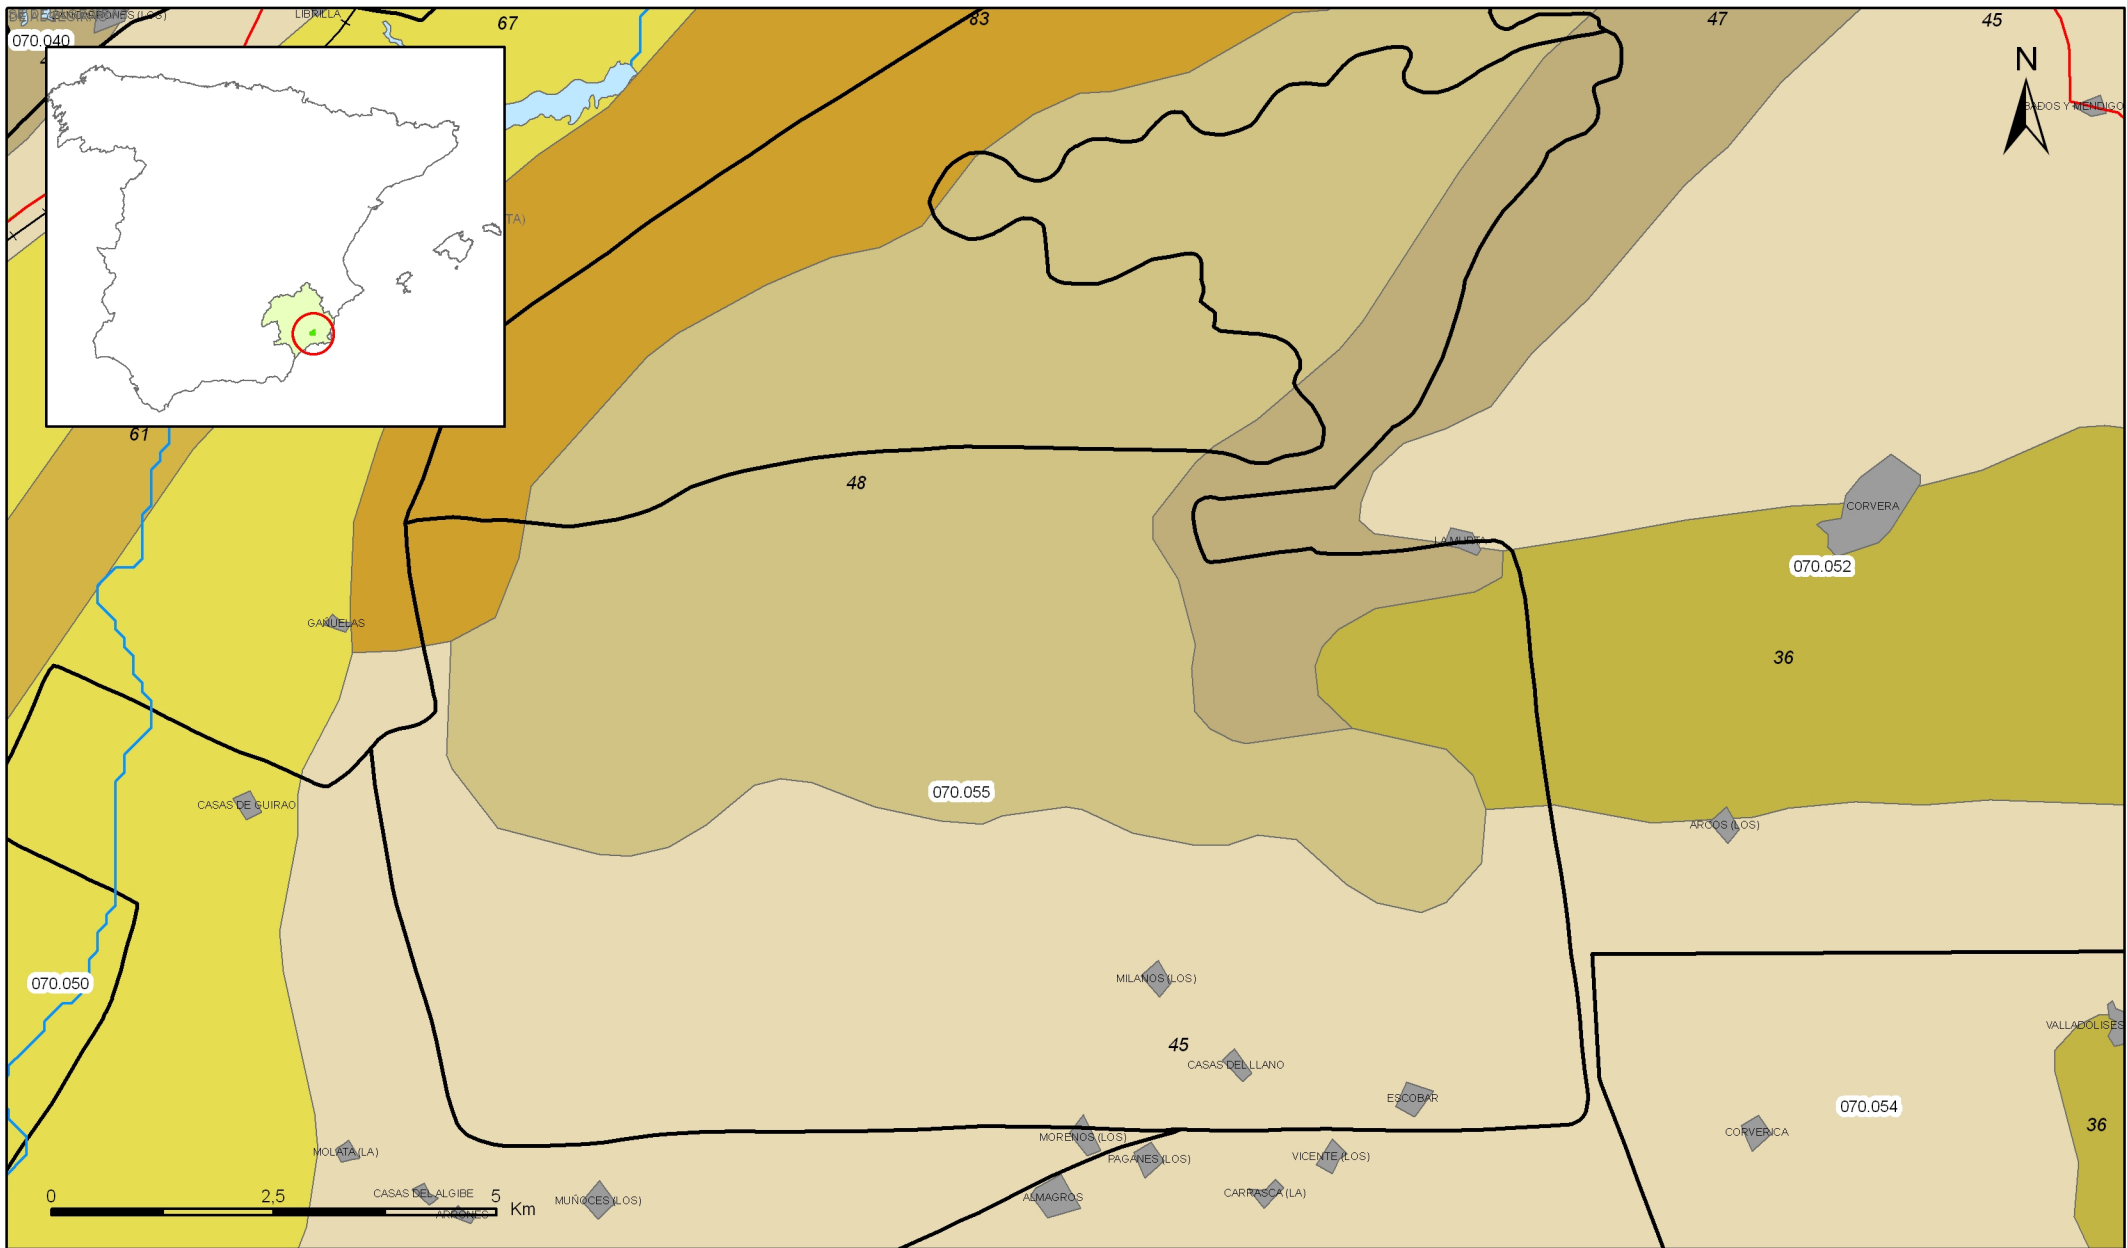 LIBRILLA
67
83
47
45
070.040
N
TA)
61
48
CORVERA
LA MURTA
070.052
GAÑUELAS
36
070.055
CASAS DE GUIRAO
ARCOS (LOS)
MILANOS (LOS)
070.050
VALLADOLISES
45
CASAS DEL LLANO
ESCOBAR
070.054
36
MORENOS (LOS)
CORVERICA
MOLATA (LA)
PAGANES (LOS)
VICENTE (LOS)
CASAS DEL ALGIBE
MUÑOCES (LOS)
ALMAGROS
CARRASCA (LA)
0 2,5 5
Km